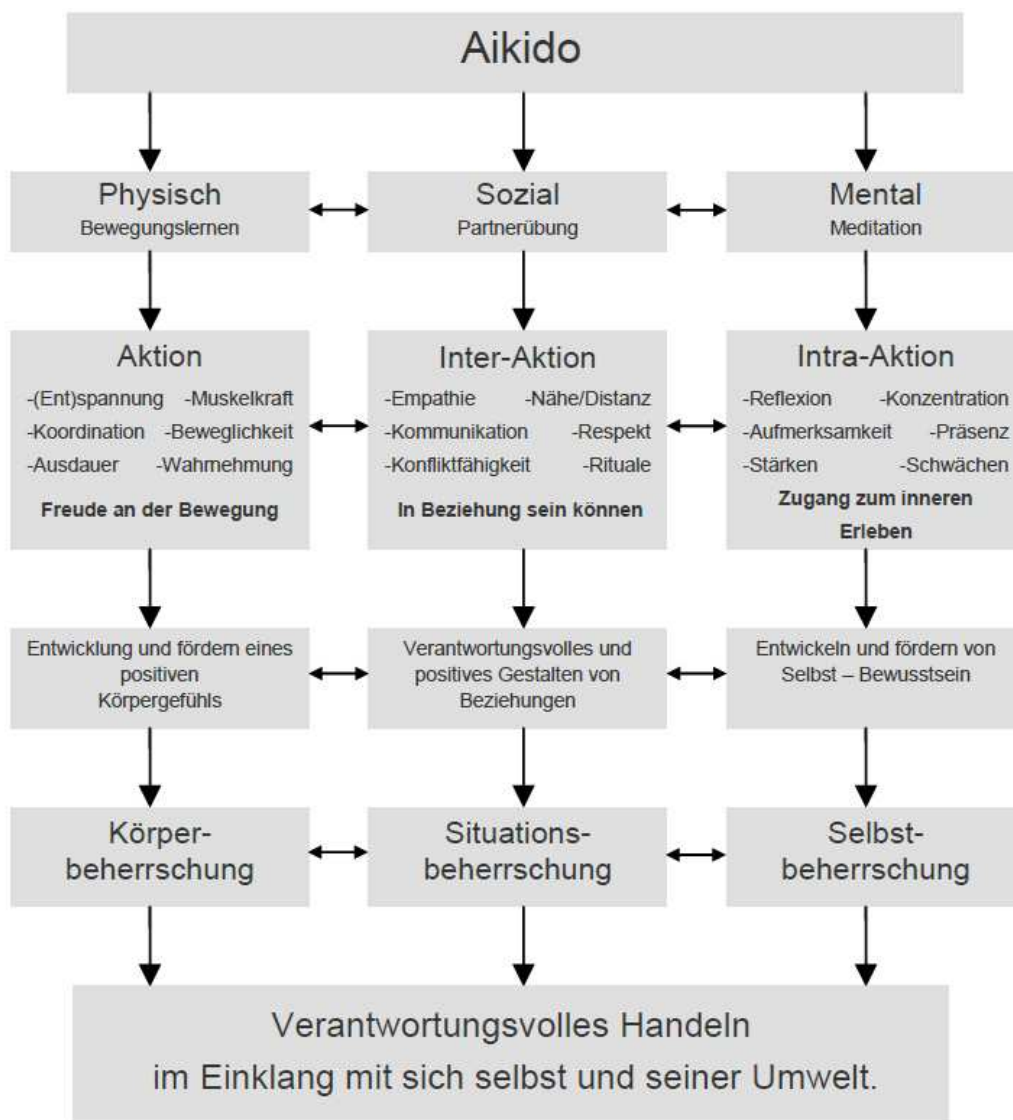 Aikido
Physisch
Bewegungslernen
Sozial
Partnerübung
Mental
Meditation
Aktion
-(Ent)spannung -Muskelkraft
-Koordination -Beweglichkeit
-Ausdauer -Wahrnehmung
Freude an der Bewegung
Inter-Aktion
-Empathie -Nähe/Distanz
-Kommunikation -Respekt
-Konfliktfähigkeit -Rituale
In Beziehung sein können
Intra-Aktion
-Reflexion -Konzentration
-Aufmerksamkeit -Präsenz
-Stärken -Schwächen
Zugang zum inneren
Erleben
Entwicklung und fördern eines
positiven
Körpergefühls
Verantwortungsvolles und
positives Gestalten von
Beziehungen
Entwickeln und fördern von
Selbst – Bewusstsein
Körper-
beherrschung
Situations-
beherrschung
Selbst-
beherrschung
Verantwortungsvolles Handeln
im Einklang mit sich selbst und seiner Umwelt.